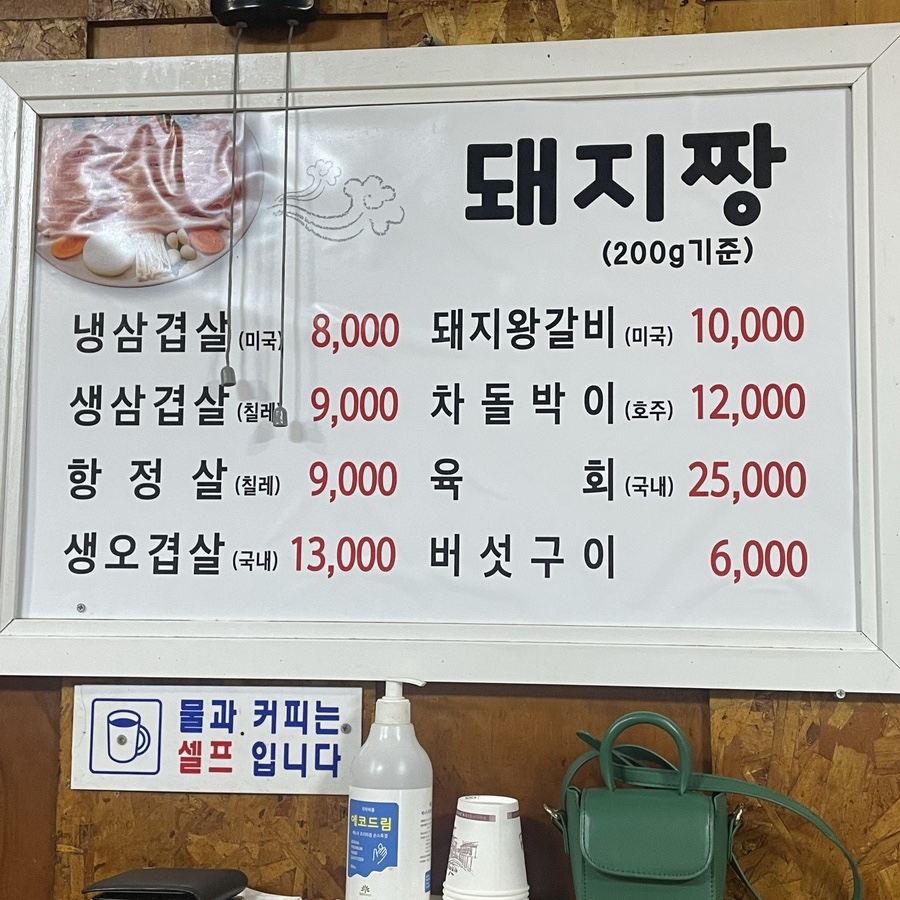 돼지짱
(200g기준)
냉삼겹살 (미국) 8,000
생삼겹살 (칠레) 9,000
항정살 (칠레) 9,000
생오겹살 (국내) 13,000
돼지왕갈비 (미국) 10,000
차돌박이 (호주) 12,000
육회 (국내) 25,000
버섯구이 6,000
물과 커피는
셀프 입니다
에코드림